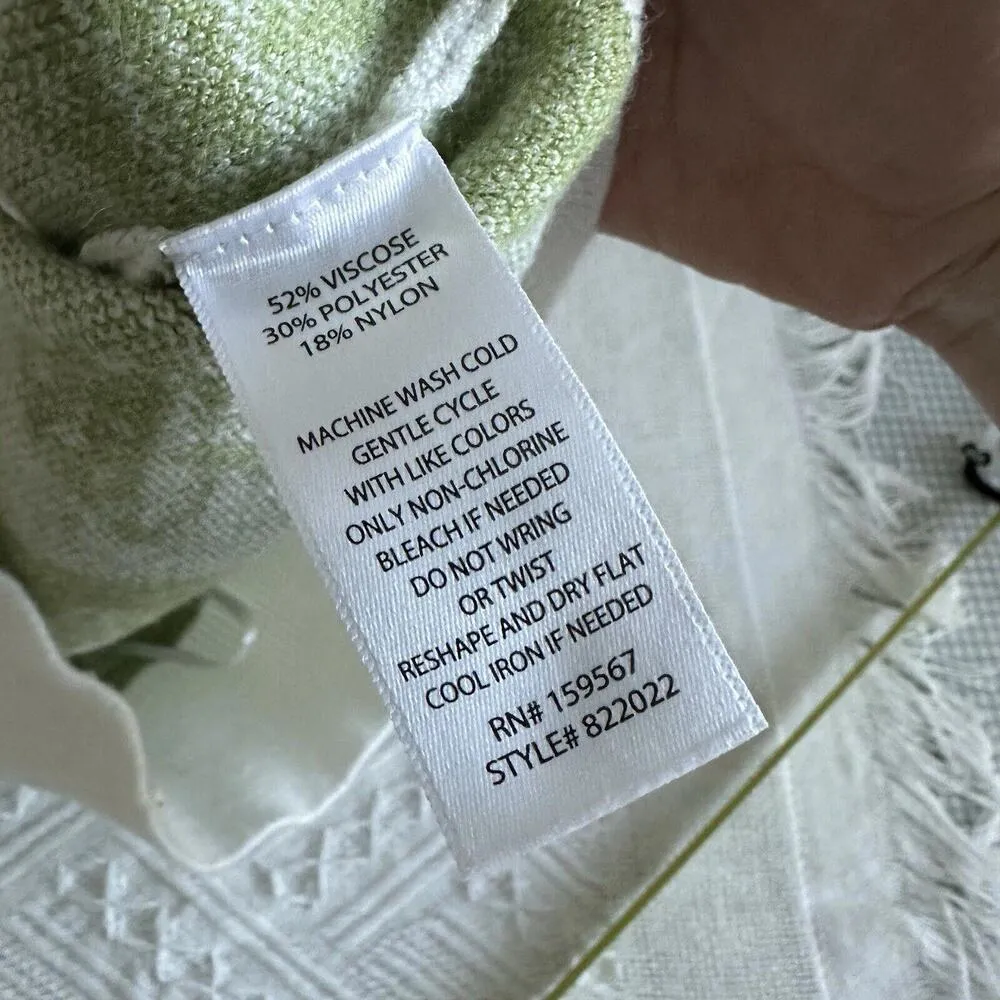 52% VISCOSE
30% POLYESTER
18% NYLON
MACHINE WASH COLD
GENTLE CYCLE
WITH LIKE COLORS
ONLY NON-CHLORINE
BLEACH IF NEEDED
DO NOT WRING
OR TWIST
RESHAPE AND DRY FLAT
COOL IRON IF NEEDED
RN# 159567
STYLE# 822022